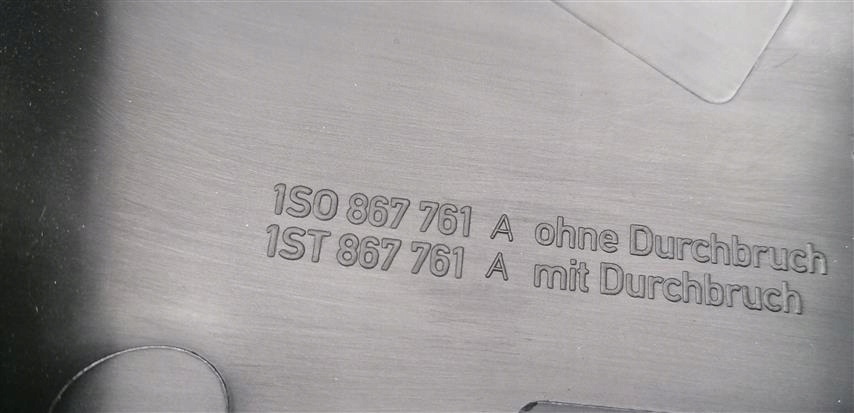 1S0 867 761 A ohne Durchbruch
1ST 867 761 A mit Durchbruch